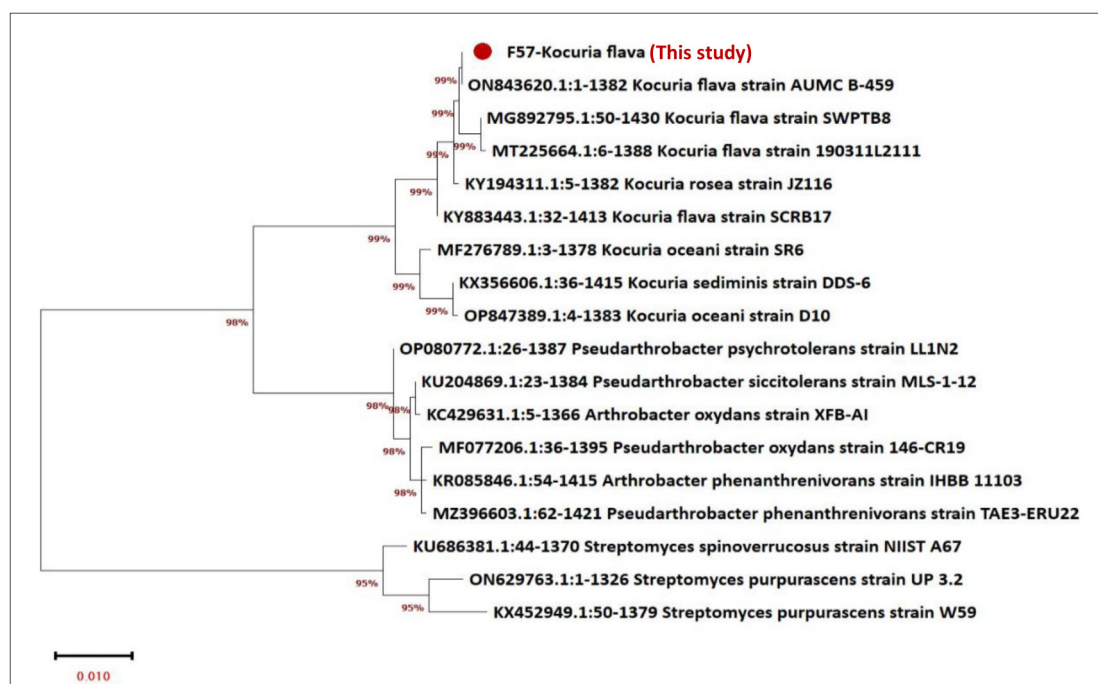 F57-Kocuria flava (This study)
99%
ON843620.1:1-1382 Kocuria flava strain AUMC B-459
99%
MG892795.1:50-1430 Kocuria flava strain SWPTB8
99%
99%
MT225664.1:6-1388 Kocuria flava strain 190311L2111
KY194311.1:5-1382 Kocuria rosea strain JZ116
99%
KY883443.1:32-1413 Kocuria flava strain SCRB17
99%
MF276789.1:3-1378 Kocuria oceani strain SR6
KX356606.1:36-1415 Kocuria sediminis strain DDS-6
99%
99%
OP847389.1:4-1383 Kocuria oceani strain D10
98%
OP080772.1:26-1387 Pseudarthrobacter psychrotolerans strain LL1N2
KU204869.1:23-1384 Pseudarthrobacter siccitolerans strain MLS-1-12
98%
98%
KC429631.1:5-1366 Arthrobacter oxydans strain XFB-AI
MF077206.1:36-1395 Pseudarthrobacter oxydans strain 146-CR19
98%
KR085846.1:54-1415 Arthrobacter phenanthrenivorans strain IHBB 11103
98%
MZ396603.1:62-1421 Pseudarthrobacter phenanthrenivorans strain TAE3-ERU22
KU686381.1:44-1370 Streptomyces spinoverrucosus strain NIIST A67
95%
ON629763.1:1-1326 Streptomyces purpurascens strain UP 3.2
95%
KX452949.1:50-1379 Streptomyces purpurascens strain W59
0.010